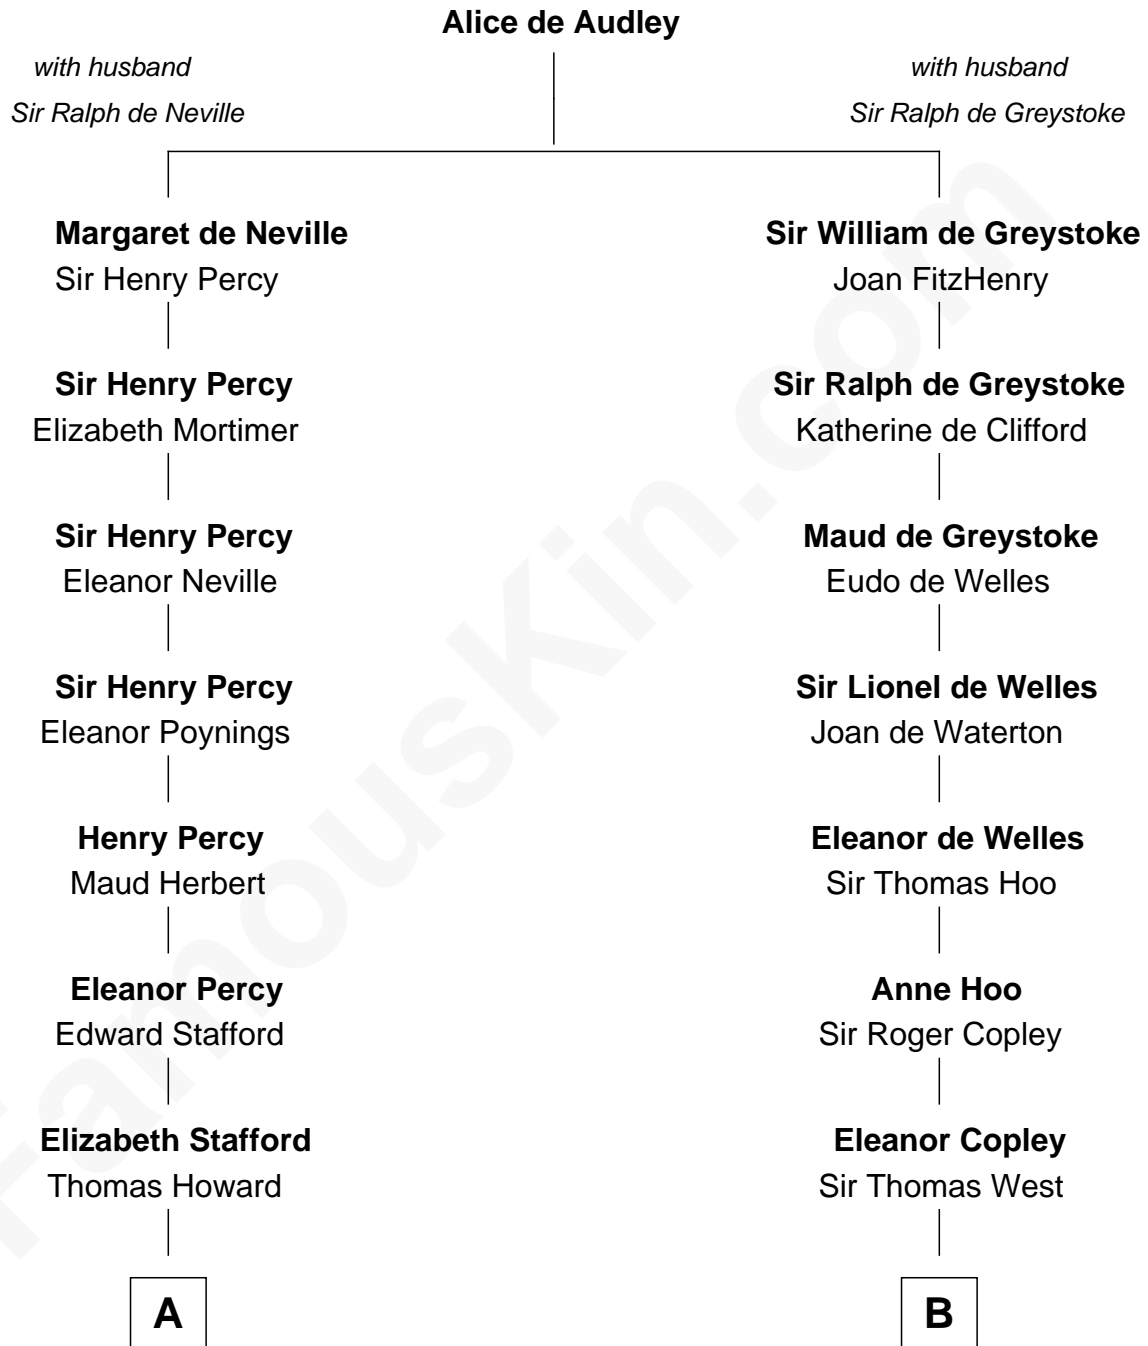 Alice de Audley
with husband
Sir Ralph de Neville
with husband
Sir Ralph de Greystoke
Margaret de Neville
Sir Henry Percy
Sir William de Greystoke
Joan FitzHenry
Sir Henry Percy
Elizabeth Mortimer
Sir Ralph de Greystoke
Katherine de Clifford
Sir Henry Percy
Eleanor Neville
Maud de Greystoke
Eudo de Welles
Sir Henry Percy
Eleanor Poynings
Sir Lionel de Welles
Joan de Waterton
Henry Percy
Maud Herbert
Eleanor de Welles
Sir Thomas Hoo
Eleanor Percy
Edward Stafford
Anne Hoo
Sir Roger Copley
Elizabeth Stafford
Thomas Howard
Eleanor Copley
Sir Thomas West
A
B
FamousKin.com